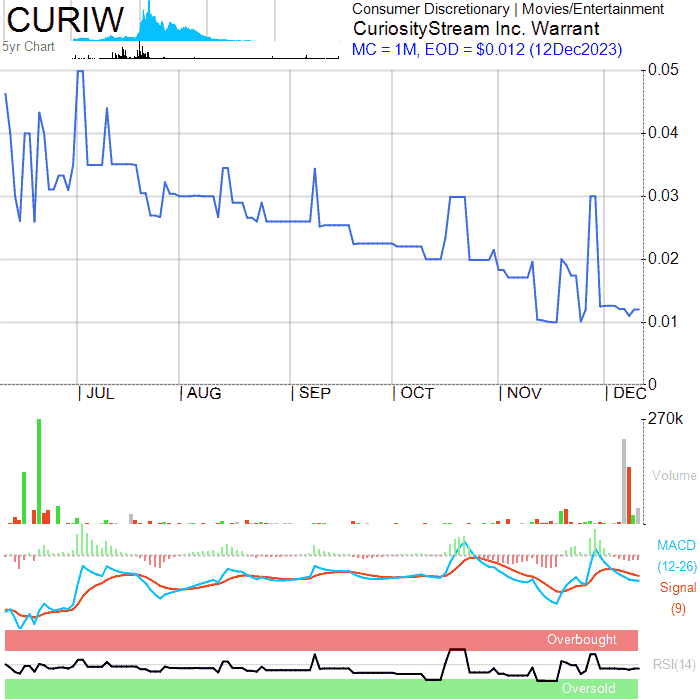 CURIW
5yr Chart
Consumer Discretionary | Movies/Entertainment
CuriosityStream Inc. Warrant
MC = 1M, EOD = $0.012 (12Dec2023)
0.05
0.04
0.03
0.02
0.01
0
| JUL | AUG | SEP | OCT | NOV | DEC
270k
Volume
MACD
(12-26)
Signal
(9)
Overbought
RSI(14)
Oversold